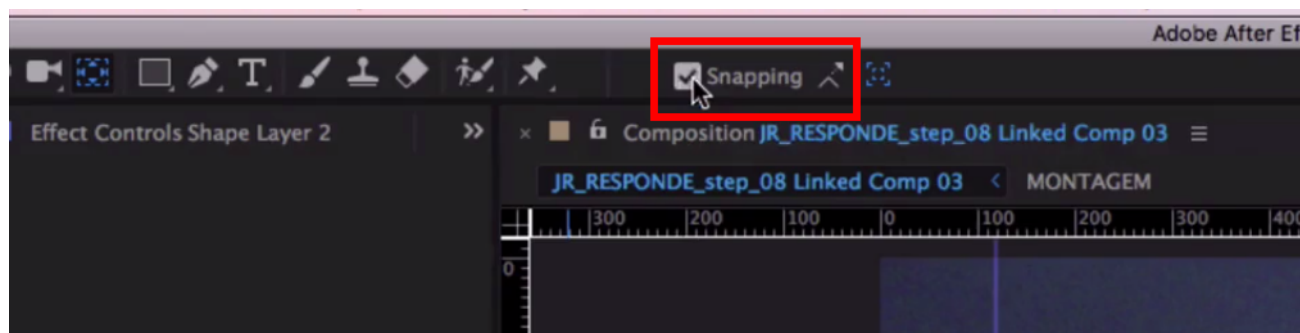 Adobe After Ef
Snapping
Effect Controls Shape Layer 2
Composition JR_RESPONDE_step_08 Linked Comp 03
JR_RESPONDE_step_08 Linked Comp 03 < MONTAGEM
300 200 100 0 100 200 300 400
0